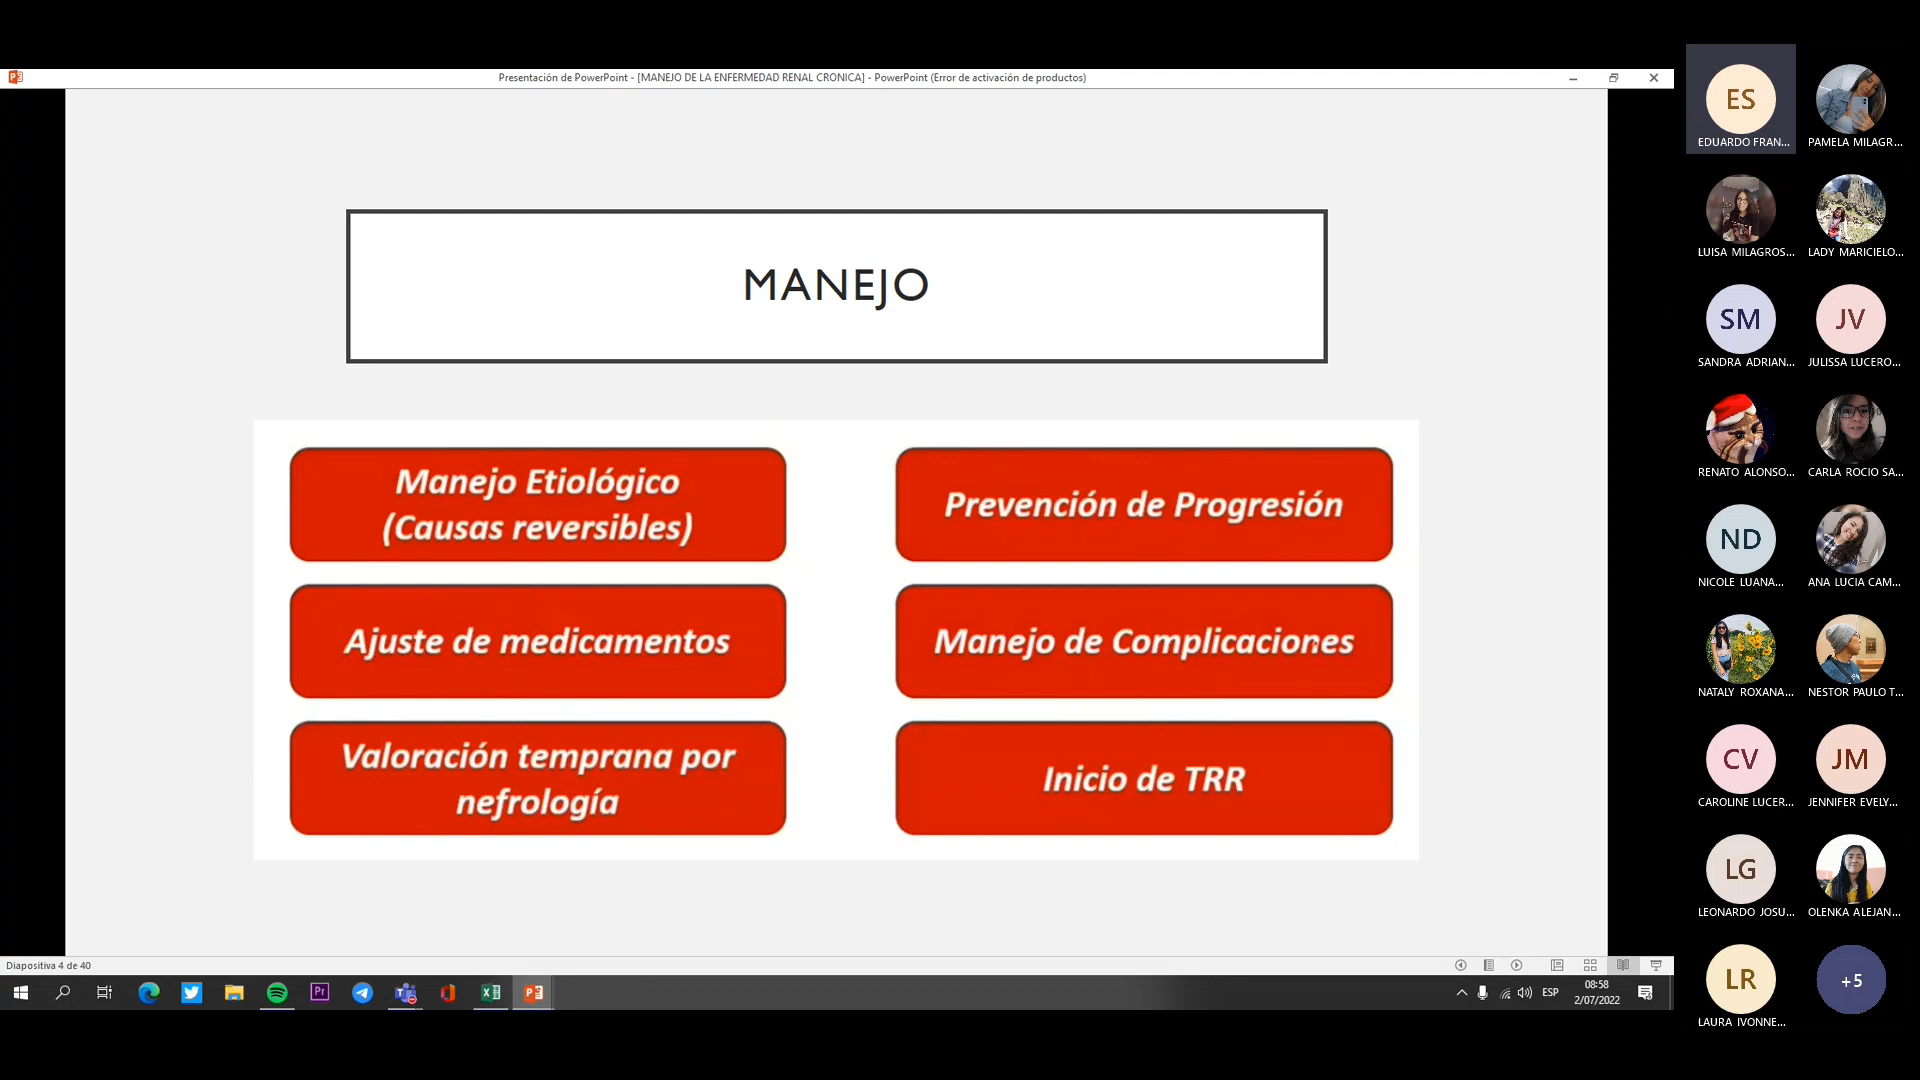 Presentación de PowerPoint - [MANEJO DE LA ENFERMEDAD RENAL CRONICA] - PowerPoint (Error de activación de productos)
MANEJO
Manejo Etiológico
(Causas reversibles)
Prevención de Progresión
Ajuste de medicamentos
Manejo de Complicaciones
Valoración temprana por
nefrología
Inicio de TRR
Diapositiva 4 de 40
Pr
ESP
08:58
2/07/2022
ES
EDUARDO FRAN...
PAMELA MILAGR...
LUISA MILAGROS...
LADY MARICIELO...
SM
SANDRA ADRIAN...
JV
JULISSA LUCERO...
RENATO ALONSO...
CARLA ROCIO SA...
ND
NICOLE LUANA...
ANA LUCIA CAM...
NATALY ROXANA...
NESTOR PAULO T...
CV
CAROLINE LUCER...
JM
JENNIFER EVELY...
LG
LEONARDO JOSU...
OLENKA ALEJAN...
LR
LAURA IVONNE...
+5